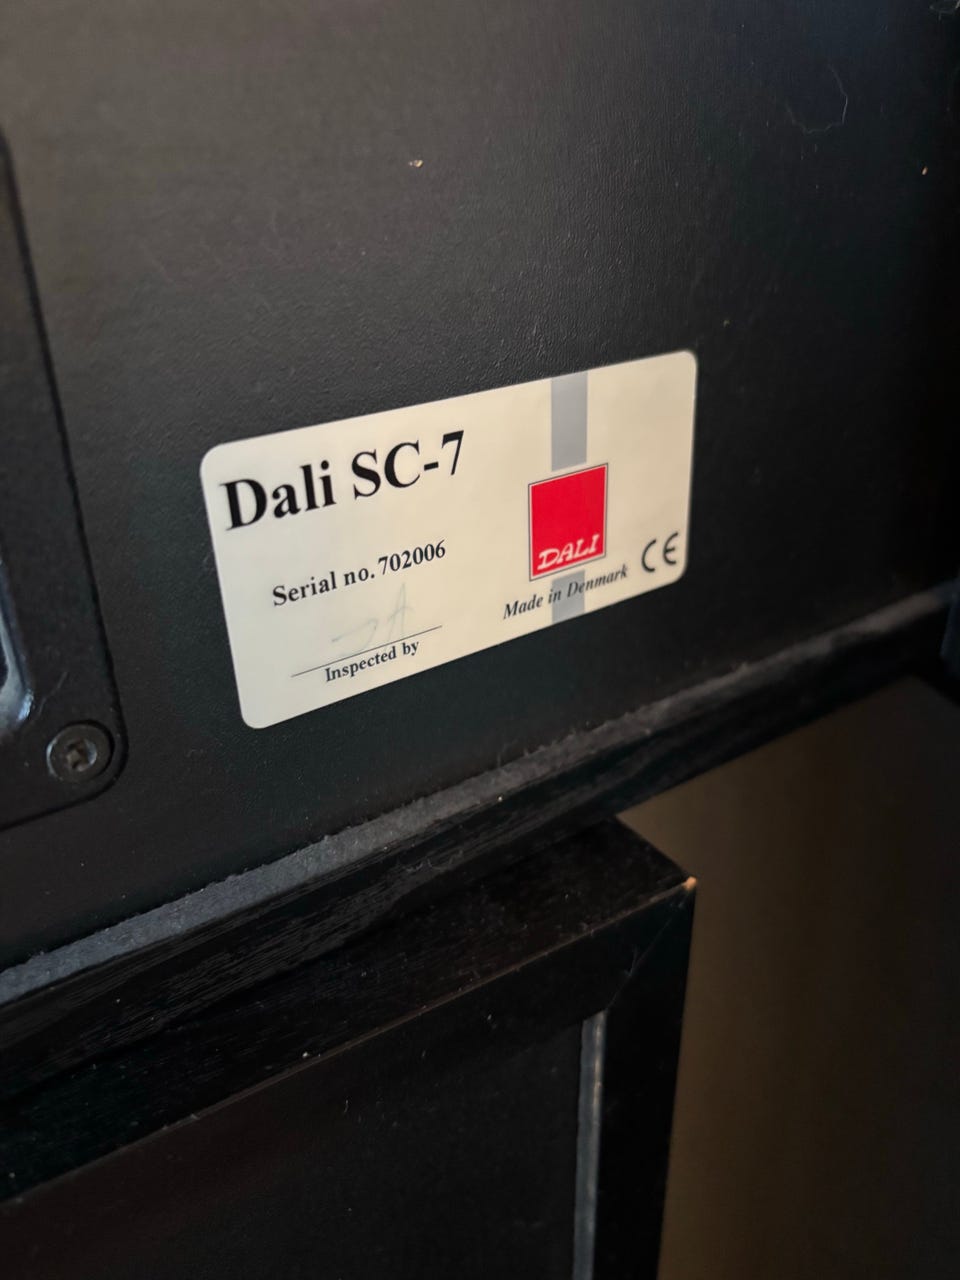 Dali SC-7
Serial no. 702006
Inspected by
DALI
Made in Denmark
CE